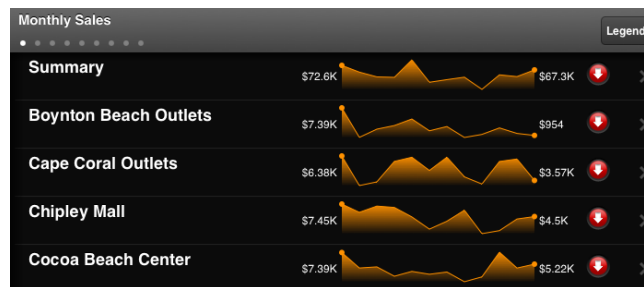 Monthly Sales
Legend
Summary
$72.6K $67.3K
Boynton Beach Outlets
$7.39K $954
Cape Coral Outlets
$6.38K $3.57K
Chipley Mall
$7.45K $4.5K
Cocoa Beach Center
$7.39K $5.22K